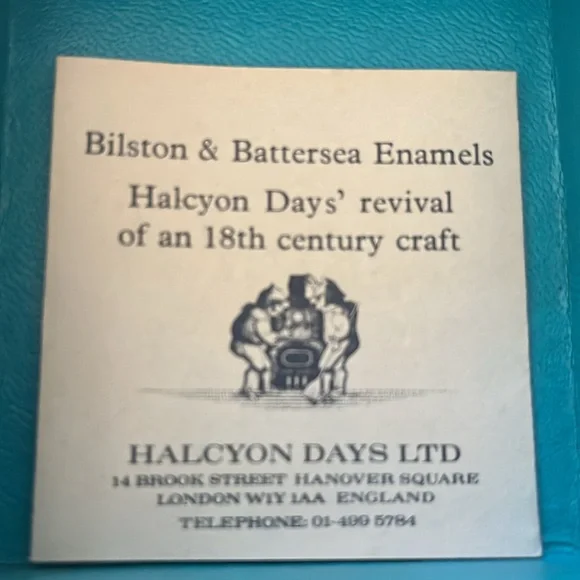 Bilston & Battersea Enamels
Halcyon Days' revival
of an 18th century craft
HALCYON DAYS LTD
14 BROOK STREET HANOVER SQUARE
LONDON W1Y 1AA ENGLAND
TELEPHONE: 01-499 5784